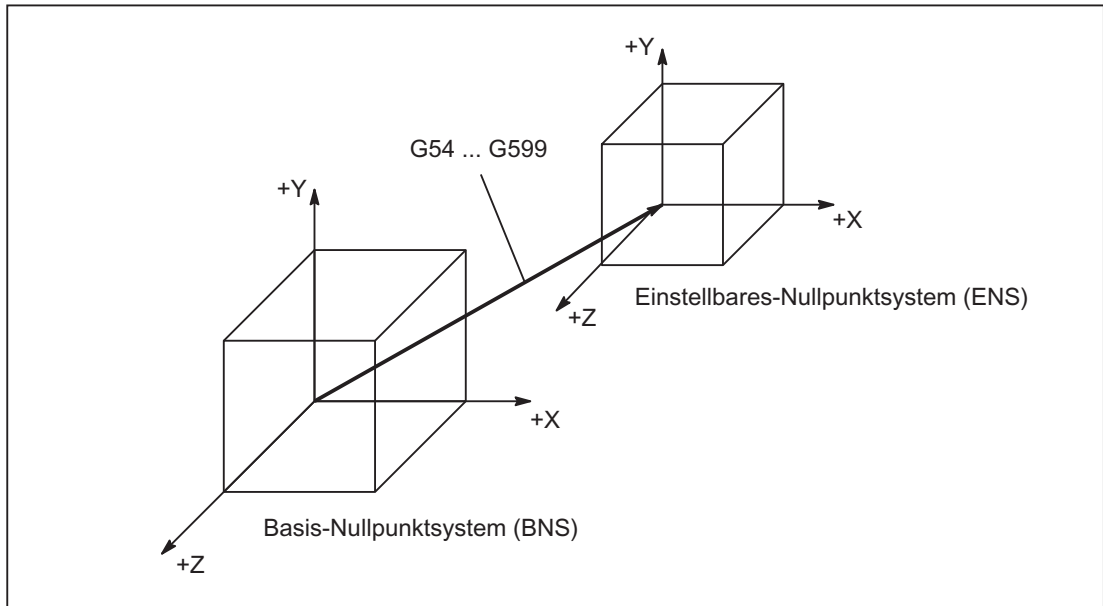 +Y
G54 ... G599
+Y
+X
Einstellbares-Nullpunktsystem (ENS)
+Z
+X
Basis-Nullpunktsystem (BNS)
+Z